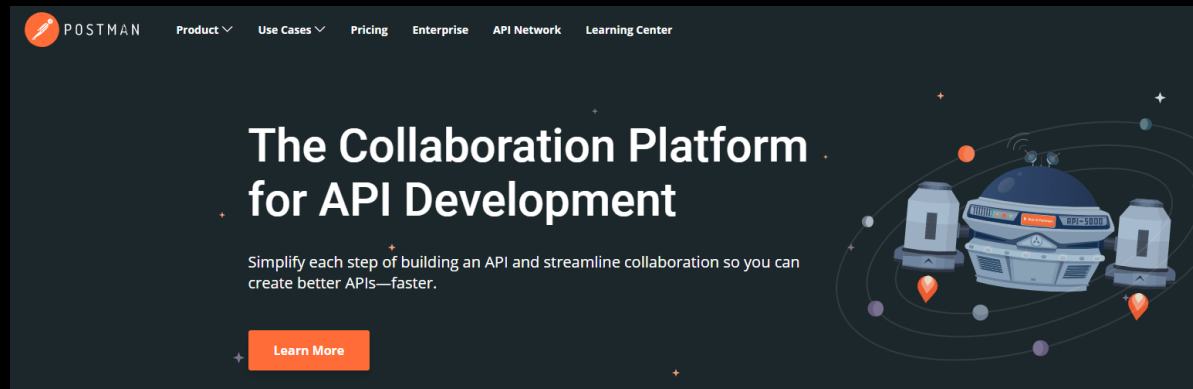 POSTMAN
Product
Use Cases
Pricing
Enterprise
API Network
Learning Center
The Collaboration Platform
for API Development
Simplify each step of building an API and streamline collaboration so you can
create better APIs—faster.
Learn More
API-5000